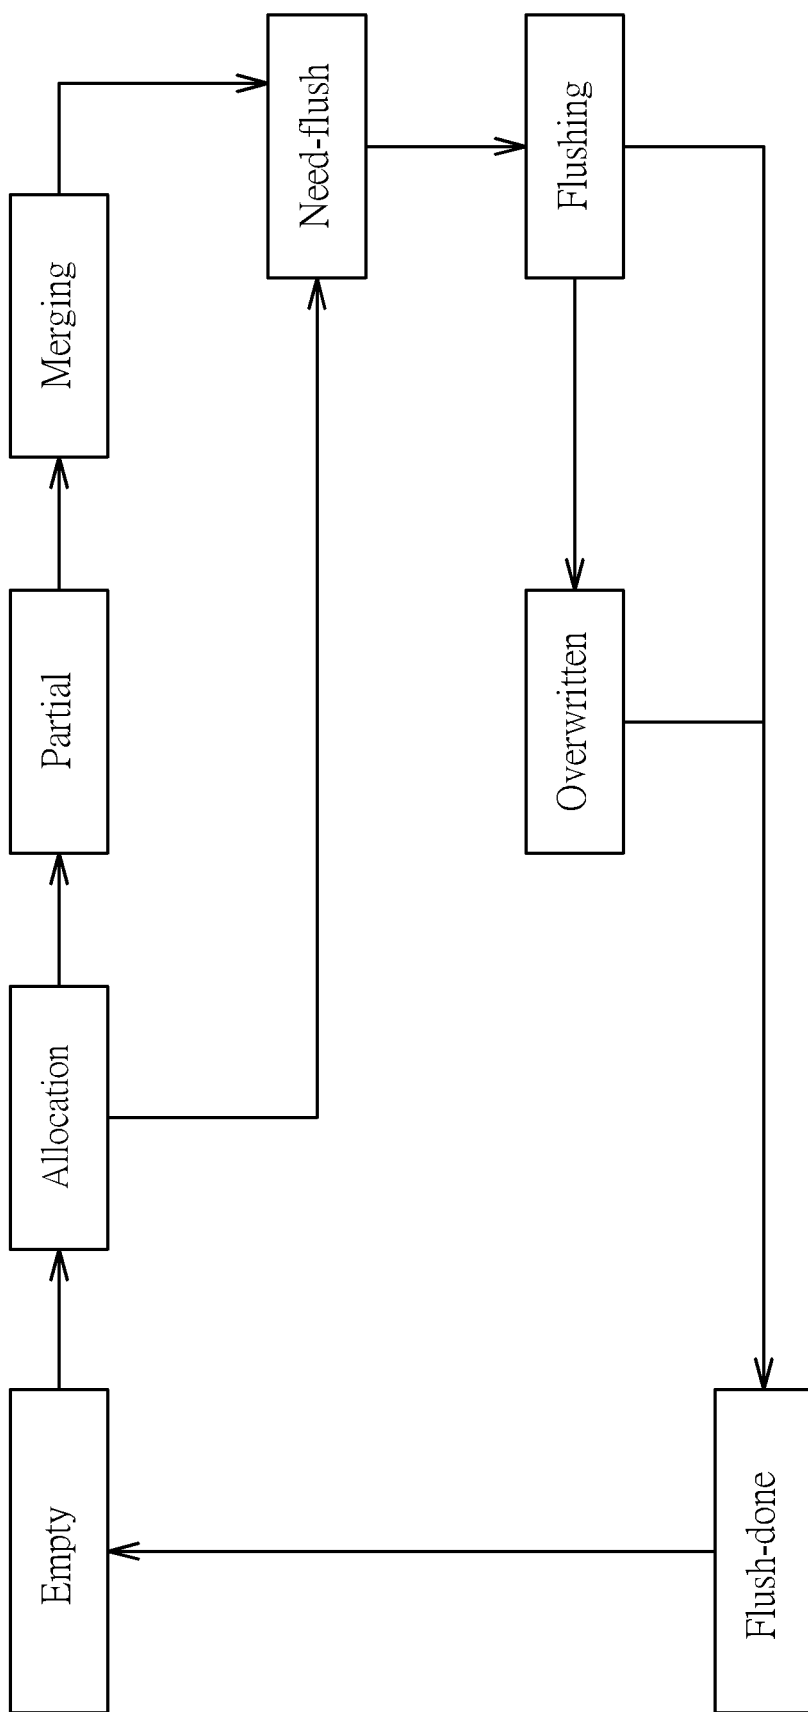 Empty
Allocation
Partial
Merging
Need-flush
Flushing
Overwritten
Flush-done